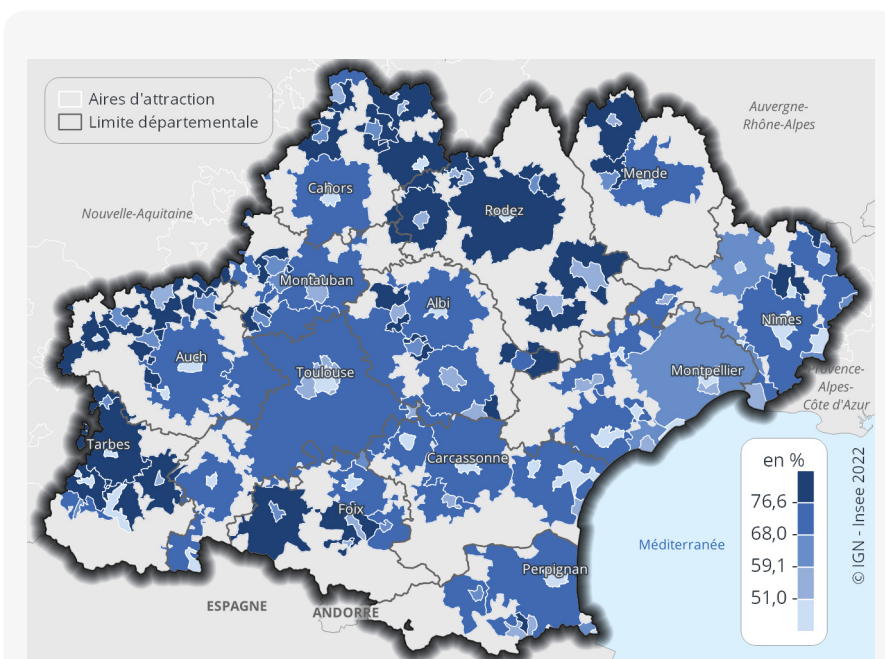 Aires d'attraction
Limite départementale
Auvergne-
Rhône-Alpes
Nouvelle-Aquitaine
Cahors
Mende
Rodez
Montauban
Albi
Nîmes
Auch
Toulouse
Montpellier
Provence-
Alpes-
Côte d'Azur
Tarbes
Carcassonne
Foix
en %
76,6
68,0
59,1
51,0
Méditerranée
Perpignan
ESPAGNE
ANDORRE
© IGN - Insee 2022